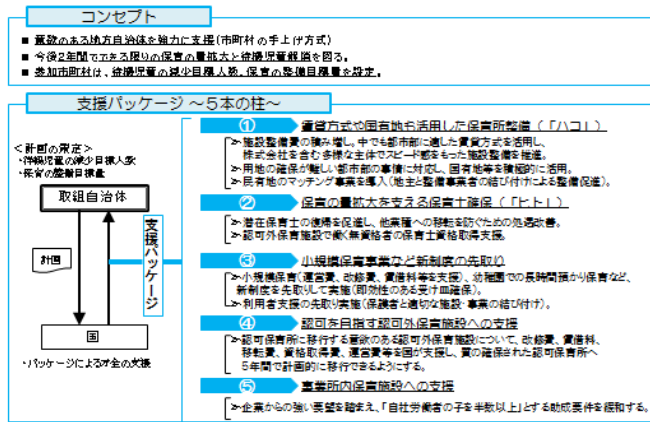 コンセプト
■ 意欲のある地方自治体を強力に支援(市町村の手上げ方式)
■ 今後2年間でできる限りの保育の量拡大と待機児童解消を図る。
■ 参加市町村は、待機児童の減少目標人数、保育の整備目標量を設定。
支援パッケージ ～5本の柱～
＜計画の策定＞
・待機児童の減少目標人数
・保育の整備目標量
取組自治体
計画
支援パッケージ
国
・パッケージによる万全の支援
① 賃貸方式や国有地も活用した保育所整備（「ハコ」）
➢施設整備費の積み増し。中でも都市部に適した賃貸方式を活用し、
株式会社を含む多様な主体でスピード感をもった施設整備を推進。
➢用地の確保が難しい都市部の事情に対応し、国有地等を積極的に活用。
➢民有地のマッチング事業を導入(地主と整備事業者の結び付けによる整備促進)。
② 保育の量拡大を支える保育士確保（「ヒト」）
➢潜在保育士の復帰を促進し、他業種への移転を防ぐための処遇改善。
➢認可外保育施設で働く無資格者の保育士資格取得支援。
③ 小規模保育事業など新制度の先取り
➢小規模保育(運営費、改修費、賃借料等を支援)、幼稚園での長時間預かり保育など、
新制度を先取りして実施(即効性のある受け皿確保)。
➢利用者支援の先取り実施(保護者と適切な施設・事業の結び付け)。
④ 認可を目指す認可外保育施設への支援
➢認可保育所に移行する意欲のある認可外保育施設について、改修費、賃借料、
移転費、資格取得費、運営費等を国が支援し、質の確保された認可保育所へ
5年間で計画的に移行できるようにする。
⑤ 事業所内保育施設への支援
➢企業からの強い要望を踏まえ、「自社労働者の子を半数以上」とする助成要件を緩和する。